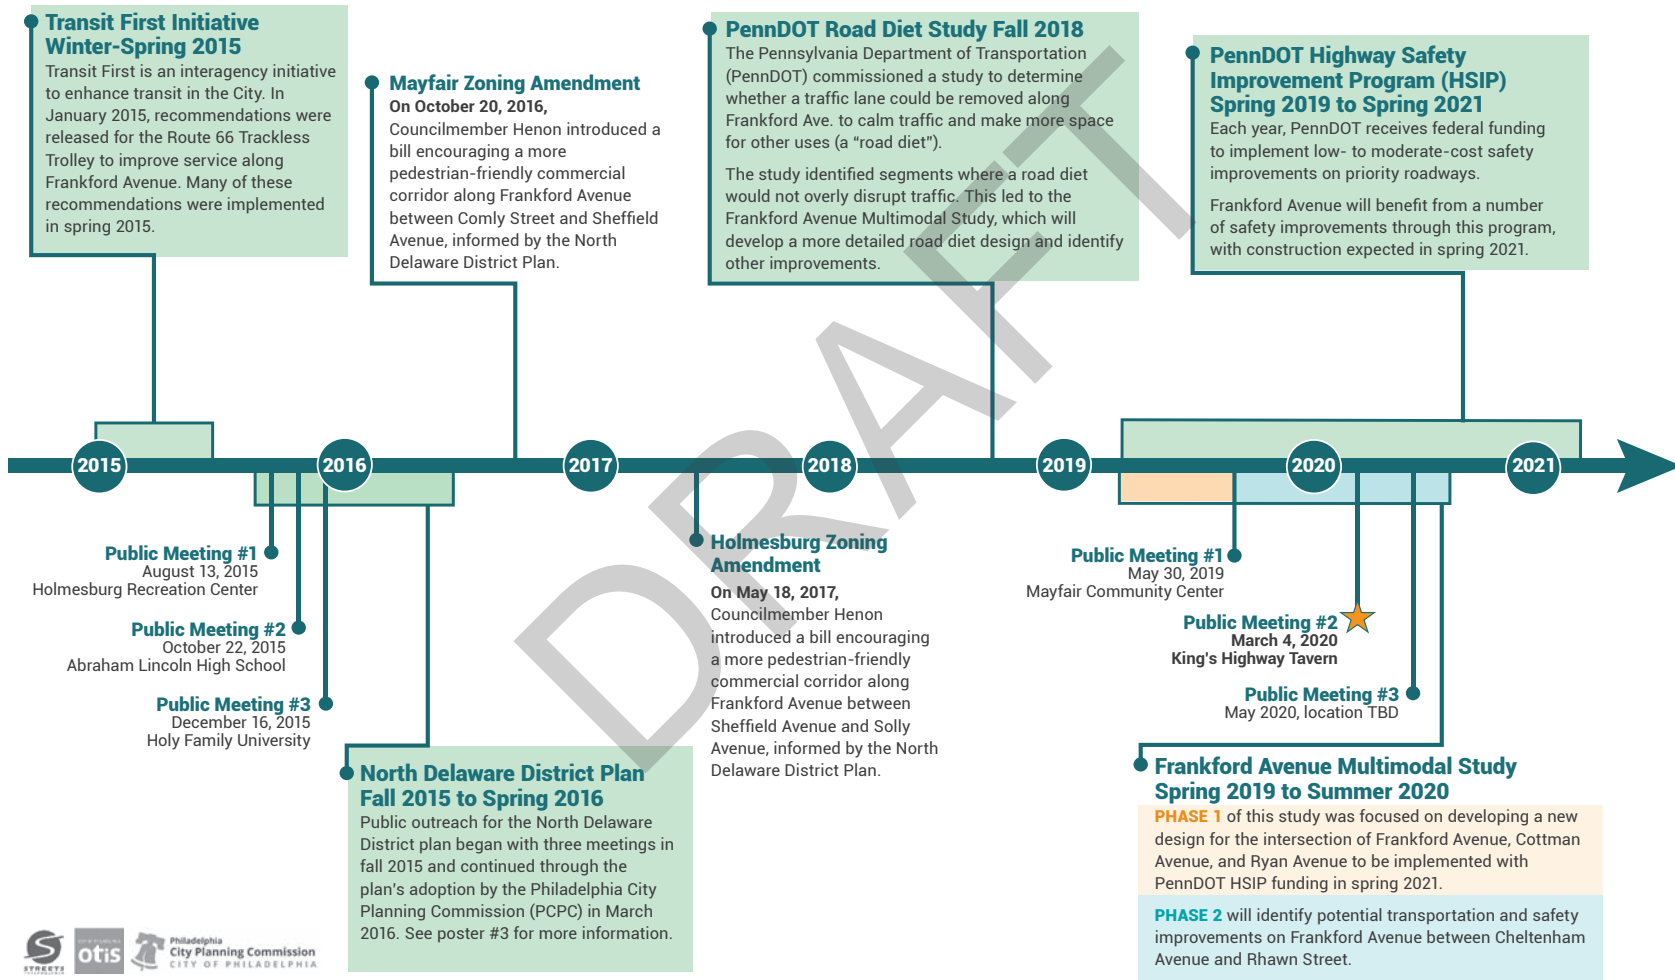 Transit First Initiative
Winter-Spring 2015
Transit First is an interagency initiative
to enhance transit in the City. In
January 2015, recommendations were
released for the Route 66 Trackless
Trolley to improve service along
Frankford Avenue. Many of these
recommendations were implemented
in spring 2015.
Mayfair Zoning Amendment
On October 20, 2016,
Councilmember Henon introduced a
bill encouraging a more
pedestrian-friendly commercial
corridor along Frankford Avenue
between Comly Street and Sheffield
Avenue, informed by the North
Delaware District Plan.
PennDOT Road Diet Study Fall 2018
The Pennsylvania Department of Transportation
(PennDOT) commissioned a study to determine
whether a traffic lane could be removed along
Frankford Ave. to calm traffic and make more space
for other uses (a “road diet”).
The study identified segments where a road diet
would not overly disrupt traffic. This led to the
Frankford Avenue Multimodal Study, which will
develop a more detailed road diet design and identify
other improvements.
PennDOT Highway Safety
Improvement Program (HSIP)
Spring 2019 to Spring 2021
Each year, PennDOT receives federal funding
to implement low- to moderate-cost safety
improvements on priority roadways.
Frankford Avenue will benefit from a number
of safety improvements through this program,
with construction expected in spring 2021.
DRAFT
2015
2016
2017
2018
2019
2020
2021
Public Meeting #1
August 13, 2015
Holmesburg Recreation Center
Public Meeting #2
October 22, 2015
Abraham Lincoln High School
Public Meeting #3
December 16, 2015
Holy Family University
North Delaware District Plan
Fall 2015 to Spring 2016
Public outreach for the North Delaware
District plan began with three meetings in
fall 2015 and continued through the
plan's adoption by the Philadelphia City
Planning Commission (PCPC) in March
2016. See poster #3 for more information.
Holmesburg Zoning
Amendment
On May 18, 2017,
Councilmember Henon
introduced a bill encouraging
a more pedestrian-friendly
commercial corridor along
Frankford Avenue between
Sheffield Avenue and Solly
Avenue, informed by the North
Delaware District Plan.
Public Meeting #1
May 30, 2019
Mayfair Community Center
Public Meeting #2
March 4, 2020
King's Highway Tavern
Public Meeting #3
May 2020, location TBD
Frankford Avenue Multimodal Study
Spring 2019 to Summer 2020
PHASE 1 of this study was focused on developing a new
design for the intersection of Frankford Avenue, Cottman
Avenue, and Ryan Avenue to be implemented with
PennDOT HSIP funding in spring 2021.
PHASE 2 will identify potential transportation and safety
improvements on Frankford Avenue between Cheltenham
Avenue and Rhawn Street.
STREETS
otis
Philadelphia
City Planning Commission
CITY OF PHILADELPHIA